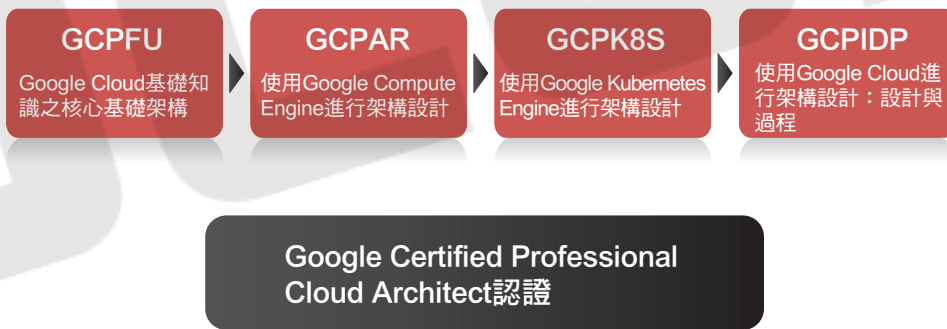 GCPFU
Google Cloud基礎知
識之核心基礎架構
GCPAR
使用Google Compute
Engine進行架構設計
GCPK8S
使用Google Kubernetes
Engine進行架構設計
GCPIDP
使用Google Cloud進
行架構設計：設計與
過程
Google Certified Professional
Cloud Architect認證